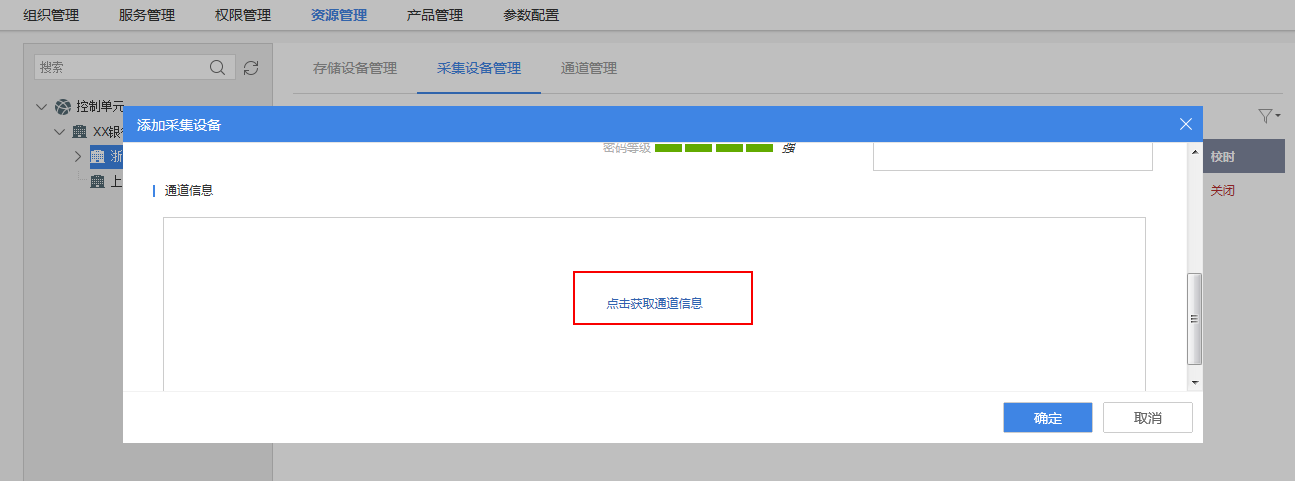 组织管理 服务管理 权限管理 资源管理 产品管理 参数配置
搜索
存储设备管理 采集设备管理 通道管理
控制单元
XX银行
浙
上
添加采集设备
密码等级 强
校时
关闭
通道信息
点击获取通道信息
确定 取消